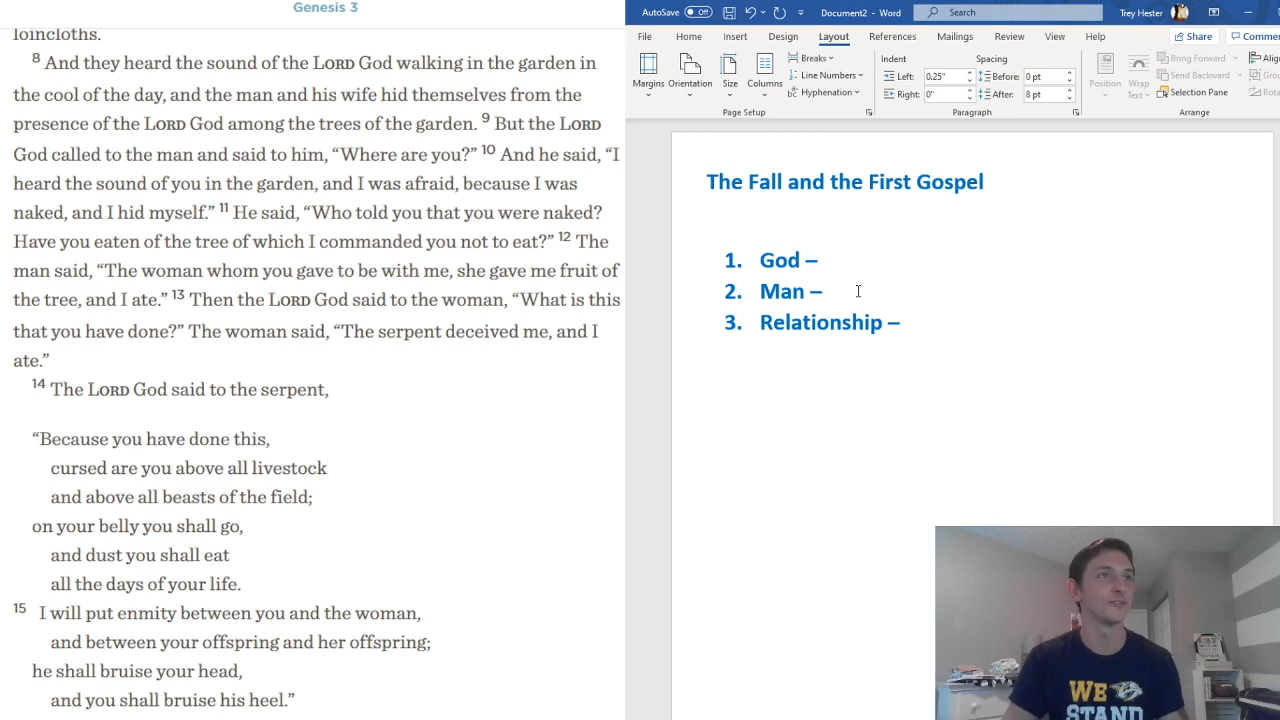 Genesis 3
loincloths.
8 And they heard the sound of the LORD God walking in the garden in
the cool of the day, and the man and his wife hid themselves from the
presence of the LORD God among the trees of the garden. 9 But the LORD
God called to the man and said to him, “Where are you?” 10 And he said, “I
heard the sound of you in the garden, and I was afraid, because I was
naked, and I hid myself.” 11 He said, “Who told you that you were naked?
Have you eaten of the tree of which I commanded you not to eat?” 12 The
man said, “The woman whom you gave to be with me, she gave me fruit of
the tree, and I ate.” 13 Then the LORD God said to the woman, “What is this
that you have done?” The woman said, “The serpent deceived me, and I
ate.”
14 The LORD God said to the serpent,
“Because you have done this,
cursed are you above all livestock
and above all beasts of the field;
on your belly you shall go,
and dust you shall eat
all the days of your life.
15 I will put enmity between you and the woman,
and between your offspring and her offspring;
he shall bruise your head,
and you shall bruise his heel.”
AutoSave Off Document2 - Word Search Trey Hester
File Home Insert Design Layout References Mailings Review View Help Share Comme
Margins Orientation Size Columns
Breaks
Line Numbers
Hyphenation
Page Setup
Indent Spacing
Left: 0.25" Before: 0 pt
Right: 0" After: 8 pt
Paragraph
Position Wrap Text
Bring Forward Align
Send Backward Grou
Selection Pane Rota
Arrange
The Fall and the First Gospel
1. God –
2. Man –
3. Relationship –
WE
STAND